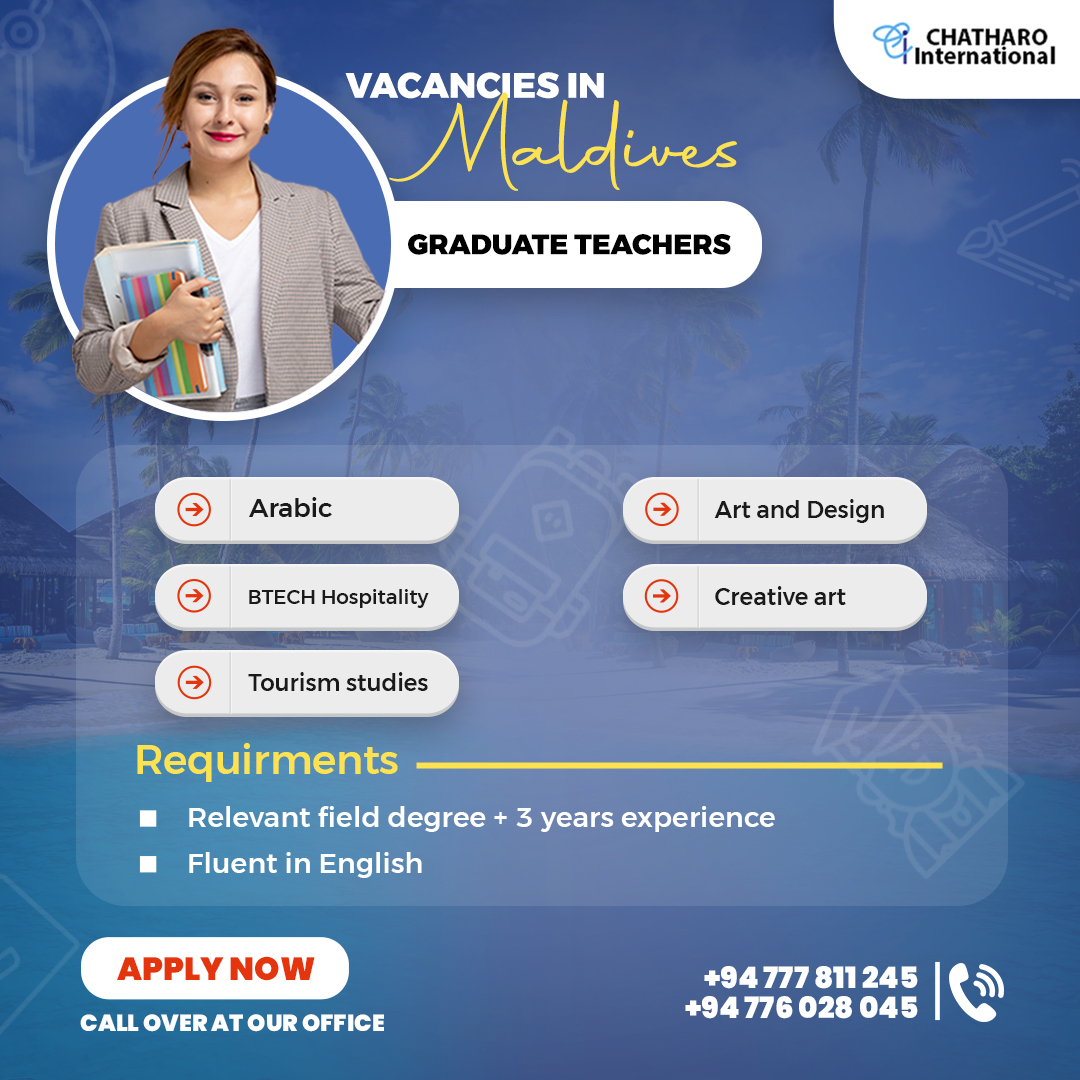 CHATHARO
International
VACANCIES IN
Maldives
GRADUATE TEACHERS
Arabic
Art and Design
BTECH Hospitality
Creative art
Tourism studies
Requirments
Relevant field degree + 3 years experience
Fluent in English
APPLY NOW
CALL OVER AT OUR OFFICE
+94 777 811 245
+94 776 028 045